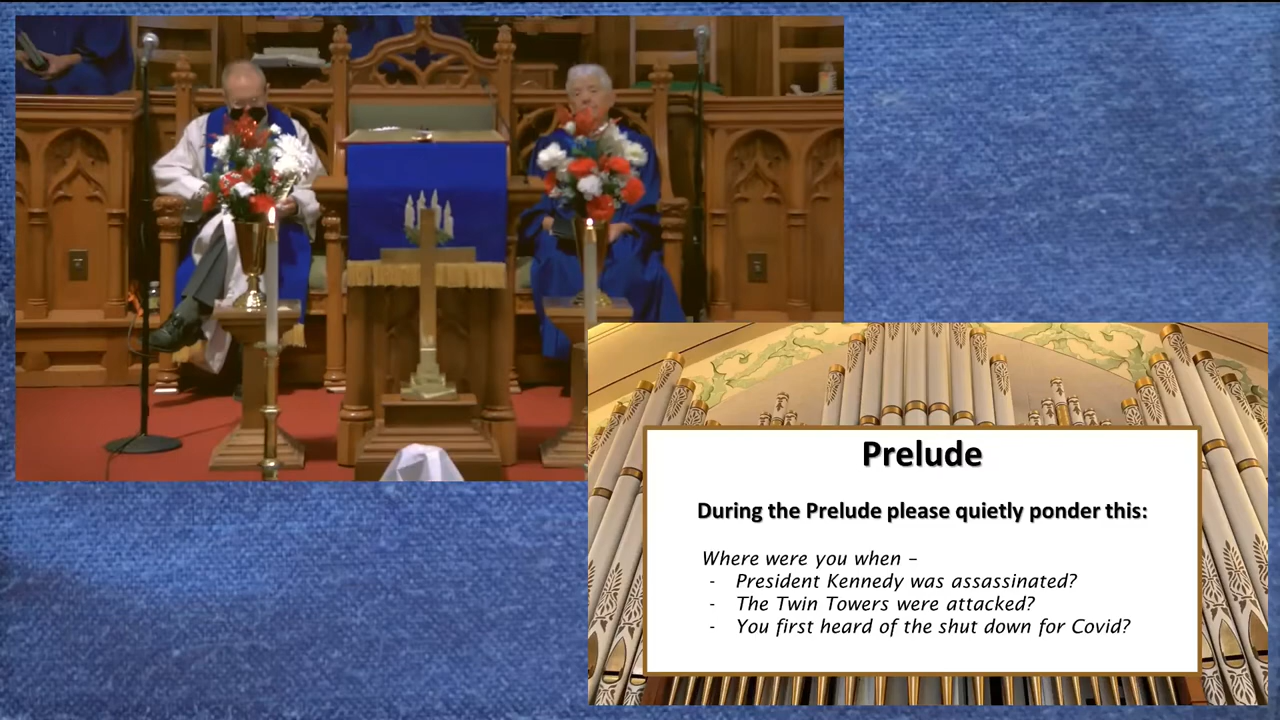 Prelude
During the Prelude please quietly ponder this:
Where were you when –
- President Kennedy was assassinated?
- The Twin Towers were attacked?
- You first heard of the shut down for Covid?